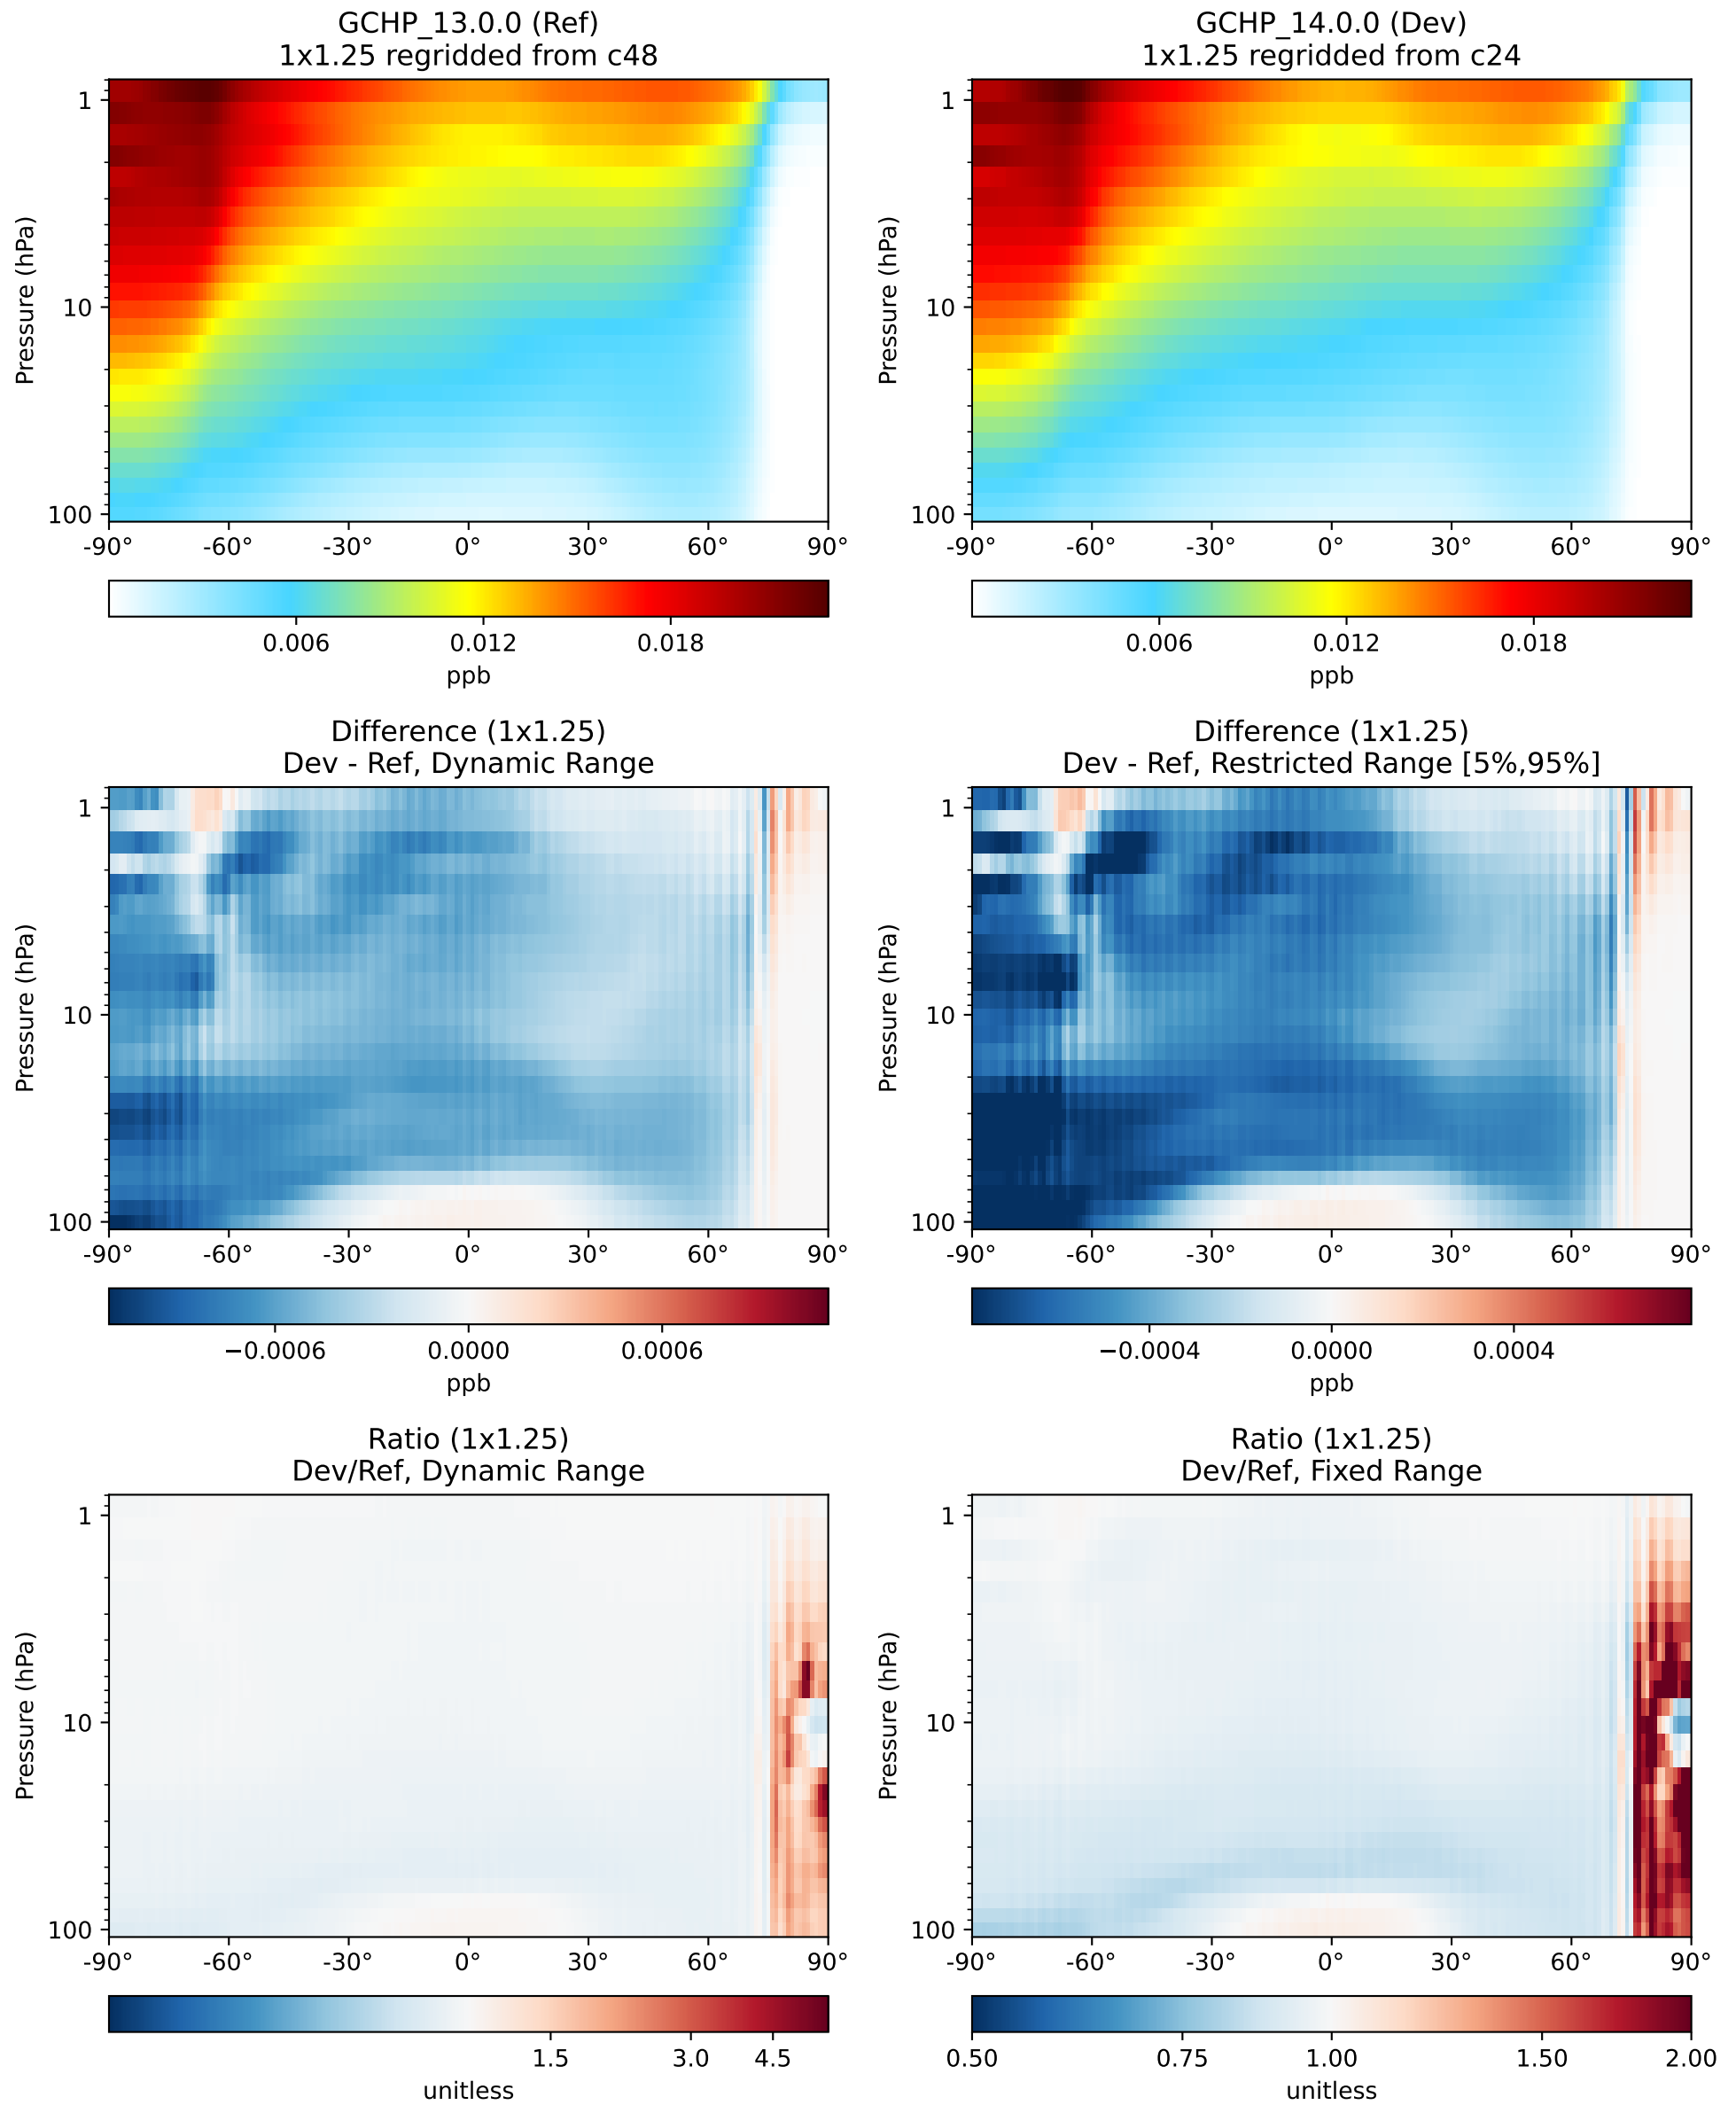 GCHP_13.0.0 (Ref)
1x1.25 regridded from c48
Pressure (hPa)
1
10
100
-90° -60° -30° 0° 30° 60° 90°
0.006 0.012 0.018
ppb
GCHP_14.0.0 (Dev)
1x1.25 regridded from c24
Pressure (hPa)
1
10
100
-90° -60° -30° 0° 30° 60° 90°
0.006 0.012 0.018
ppb
Difference (1x1.25)
Dev - Ref, Dynamic Range
Pressure (hPa)
1
10
100
-90° -60° -30° 0° 30° 60° 90°
−0.0006 0.0000 0.0006
ppb
Difference (1x1.25)
Dev - Ref, Restricted Range [5%,95%]
Pressure (hPa)
1
10
100
-90° -60° -30° 0° 30° 60° 90°
−0.0004 0.0000 0.0004
ppb
Ratio (1x1.25)
Dev/Ref, Dynamic Range
Pressure (hPa)
1
10
100
-90° -60° -30° 0° 30° 60° 90°
1.5 3.0 4.5
unitless
Ratio (1x1.25)
Dev/Ref, Fixed Range
Pressure (hPa)
1
10
100
-90° -60° -30° 0° 30° 60° 90°
0.50 0.75 1.00 1.50 2.00
unitless